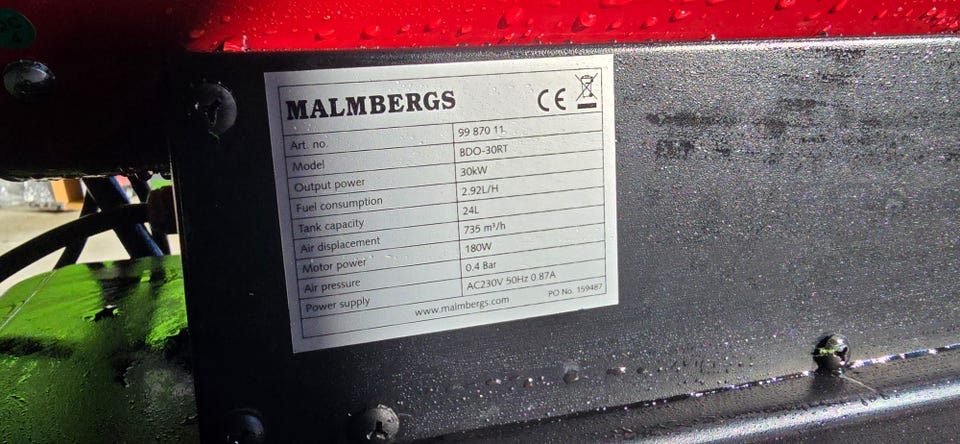 MALMBERGS CE
Art. no. 99 870 11
Model BDO-30RT
Output power 30kW
Fuel consumption 2.92L/H
Tank capacity 24L
Air displacement 735 m³/h
Motor power 180W
Air pressure 0.4 Bar
Power supply AC230V 50Hz 0.87A
www.malmbergs.com PO No. 159487